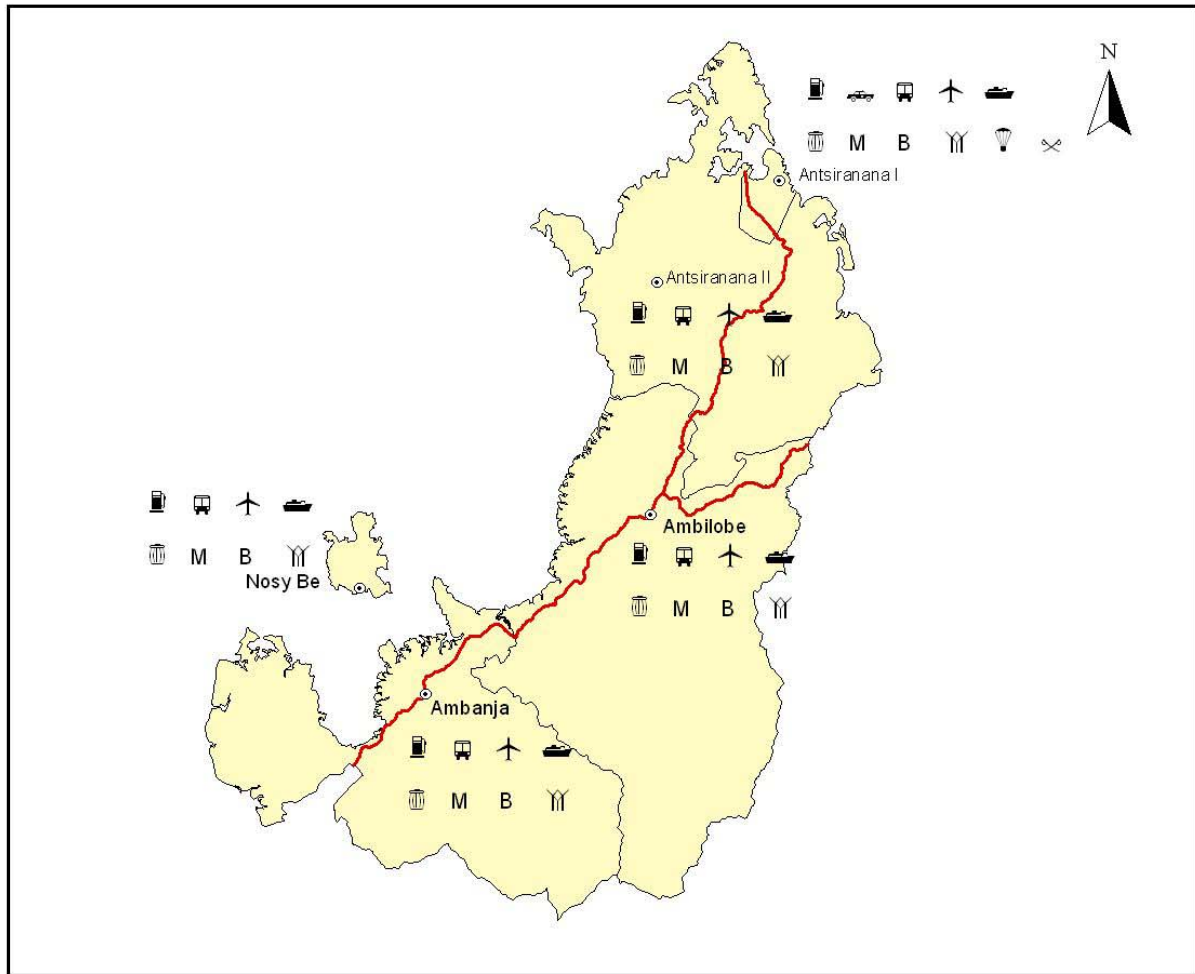 N
M B
Antsiranana I
Antsiranana II
M B
M B
Nosy Be
Ambilobe
M B
Ambanja
M B